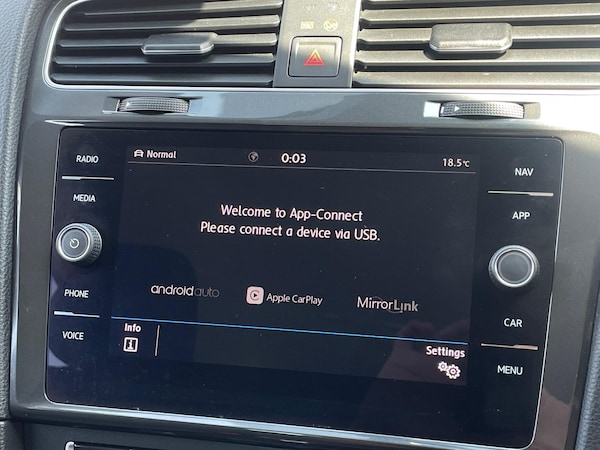 RADIO
MEDIA
PHONE
VOICE
Normal
0:03
18.5°C
Welcome to App-Connect
Please connect a device via USB.
androidauto
Apple CarPlay
MirrorLink
Info
Settings
NAV
APP
CAR
MENU